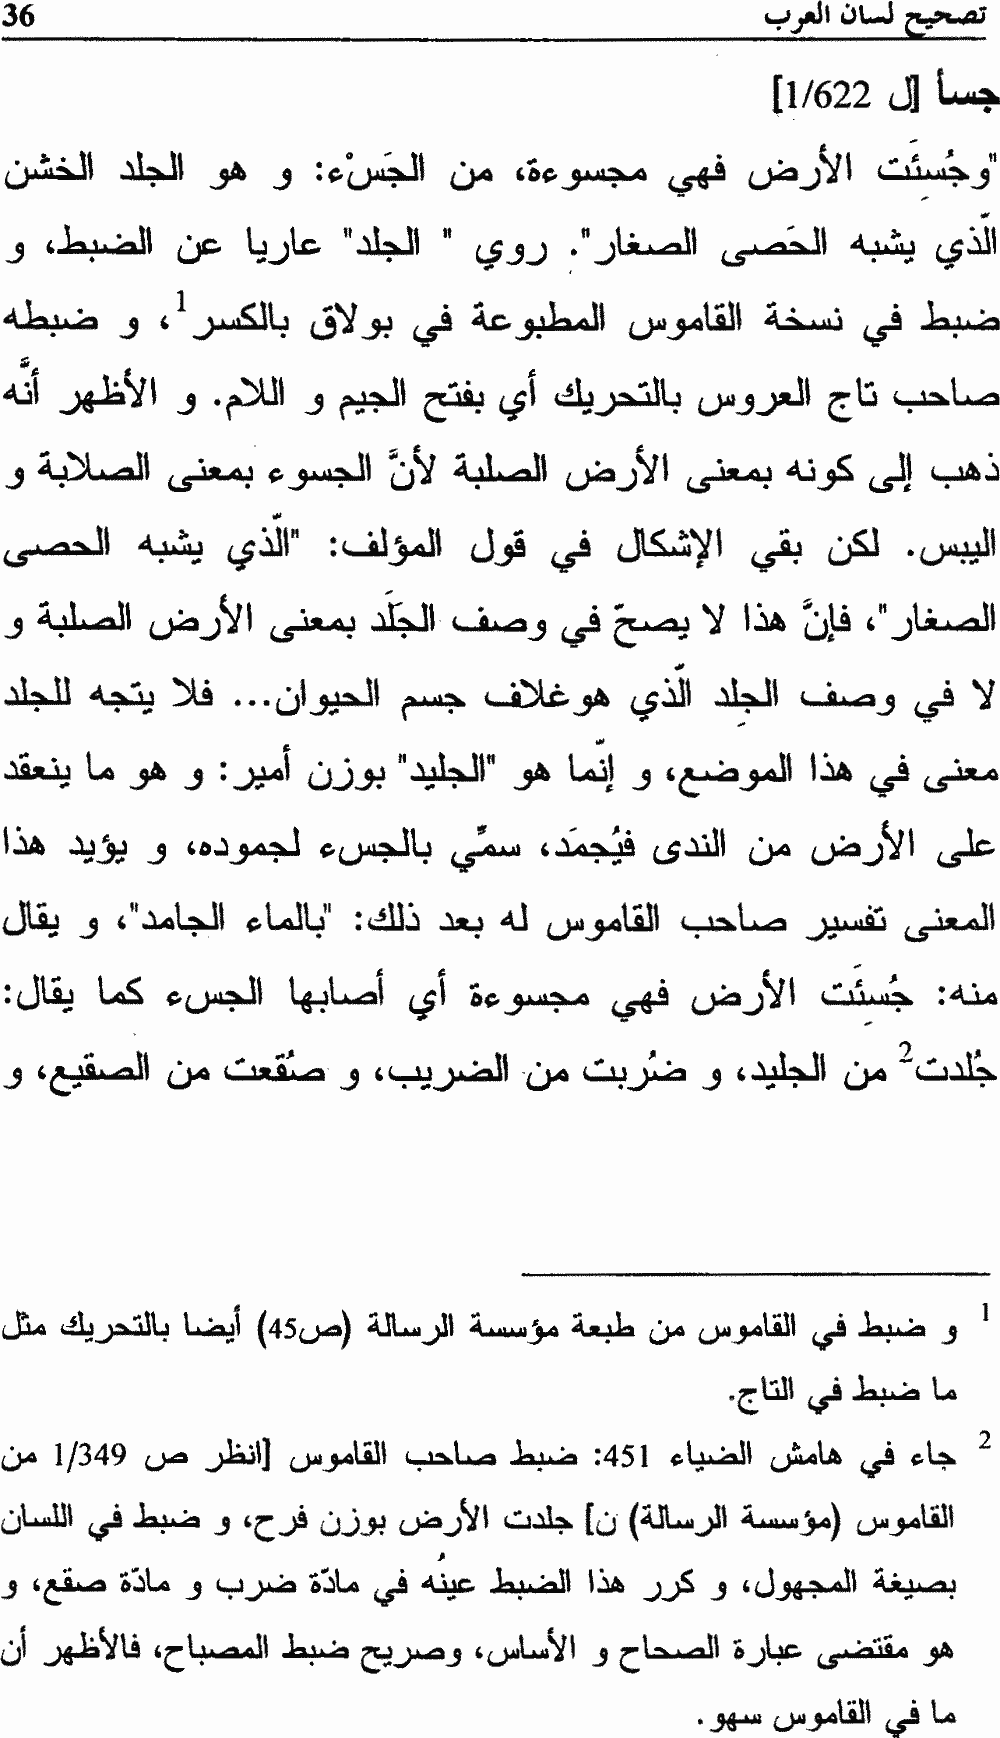 تصحيح لسان العرب 36
جسأ [ل 1/622]
"وجُسِئَت الأرض فهي مجسوءة، من الجَسْء: و هو الجلد الخشن
الّذي يشبه الحَصى الصغار". روي " الجلد" عاريا عن الضبط، و
ضبط في نسخة القاموس المطبوعة في بولاق بالكسر1، و ضبطه
صاحب تاج العروس بالتحريك أي بفتح الجيم و اللام. و الأظهر أنَّه
ذهب إلى كونه بمعنى الأرض الصلبة لأنَّ الجسوء بمعنى الصلابة و
اليبس. لكن بقي الإشكال في قول المؤلف: "الّذي يشبه الحصى
الصغار"، فإنَّ هذا لا يصحّ في وصف الجَلَد بمعنى الأرض الصلبة و
لا في وصف الجِلد الّذي هوغلاف جسم الحيوان... فلا يتجه للجلد
معنى في هذا الموضع، و إنّما هو "الجليد" بوزن أمير: و هو ما ينعقد
على الأرض من الندى فيُجمَد، سمِّي بالجسء لجموده، و يؤيد هذا
المعنى تفسير صاحب القاموس له بعد ذلك: "بالماء الجامد"، و يقال
منه: جُسِئَت الأرض فهي مجسوءة أي أصابها الجسء كما يقال:
جُلدت2 من الجليد، و ضُربت من الضريب، و صُقعت من الصقيع، و
1 و ضبط في القاموس من طبعة مؤسسة الرسالة (ص45) أيضا بالتحريك مثل
ما ضبط في التاج.
2 جاء في هامش الضياء 451: ضبط صاحب القاموس [انظر ص 1/349 من
القاموس (مؤسسة الرسالة) ن] جلدت الأرض بوزن فرح، و ضبط في اللسان
بصيغة المجهول، و كرر هذا الضبط عينُه في مادّة ضرب و مادّة صقع، و
هو مقتضى عبارة الصحاح و الأساس، وصريح ضبط المصباح، فالأظهر أن
ما في القاموس سهو.